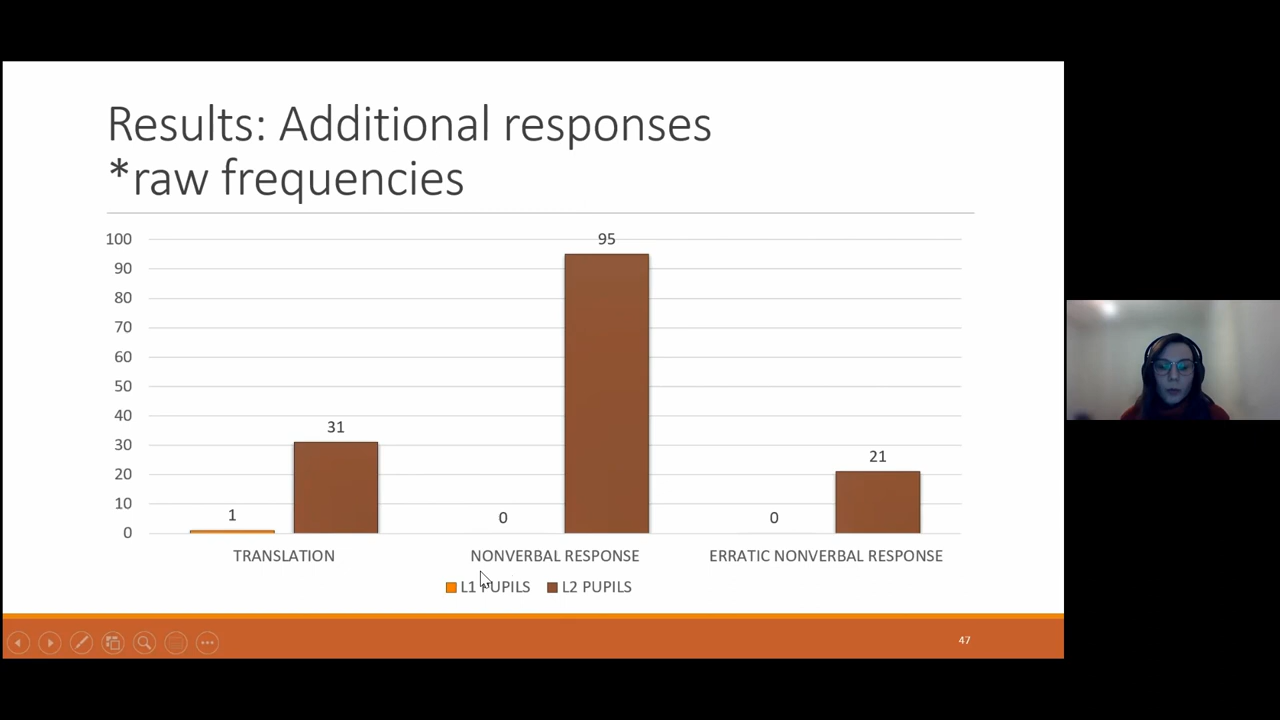 Results: Additional responses
*raw frequencies
100
90
80
70
60
50
40
30
20
10
0
1
31
0
95
0
21
TRANSLATION
NONVERBAL RESPONSE
ERRATIC NONVERBAL RESPONSE
L1 PUPILS
L2 PUPILS
47